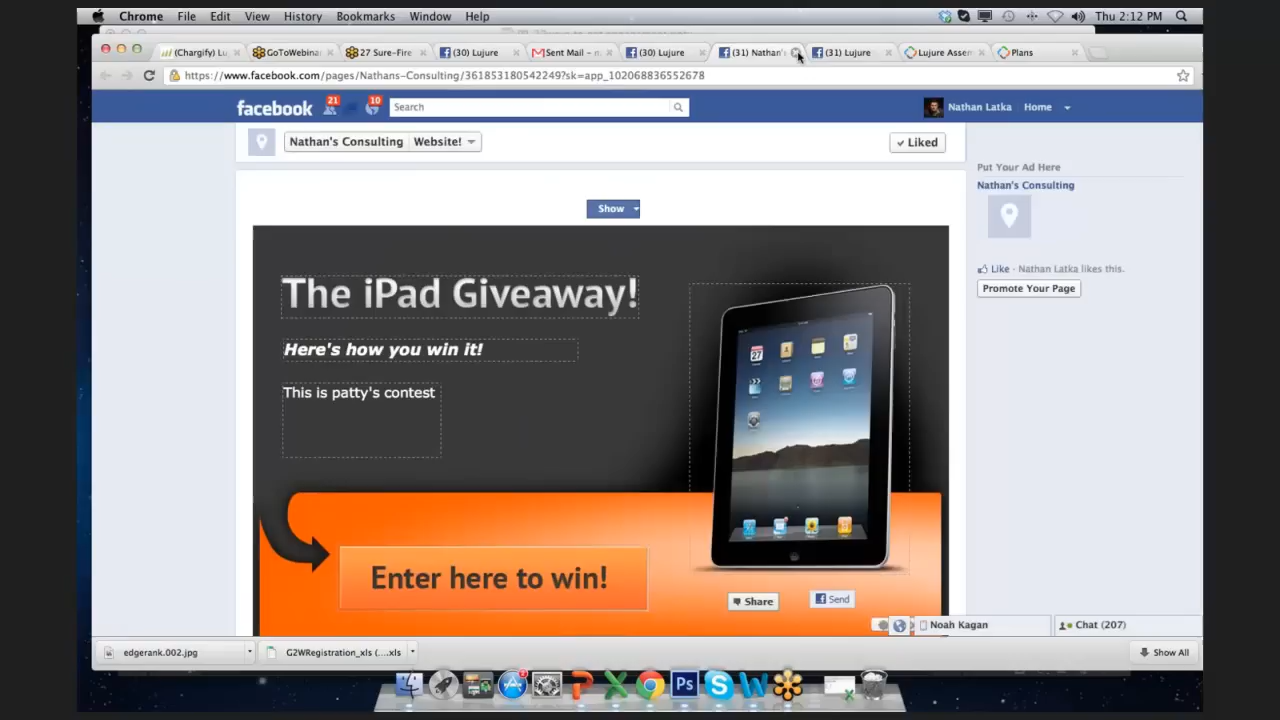 Chrome File Edit View History Bookmarks Window Help Thu 2:12 PM
(Chargify) Lu GoToWebinar 27 Sure-Fire (30) Lujure Sent Mail – n (30) Lujure (31) Nathan's (31) Lujure Lujure Assem Plans
https://www.facebook.com/pages/Nathans-Consulting/361853180542249?sk=app_102068836552678
facebook 21 10 Search Nathan Latka Home
Nathan's Consulting Website! Liked
Put Your Ad Here
Nathan's Consulting
Show
Like · Nathan Latka likes this.
Promote Your Page
The iPad Giveaway!
Here's how you win it!
This is patty's contest
27
Enter here to win!
Share Send
Noah Kagan Chat (207)
edgerank.002.jpg G2WRegistration_xls (....xls Show All
Ps